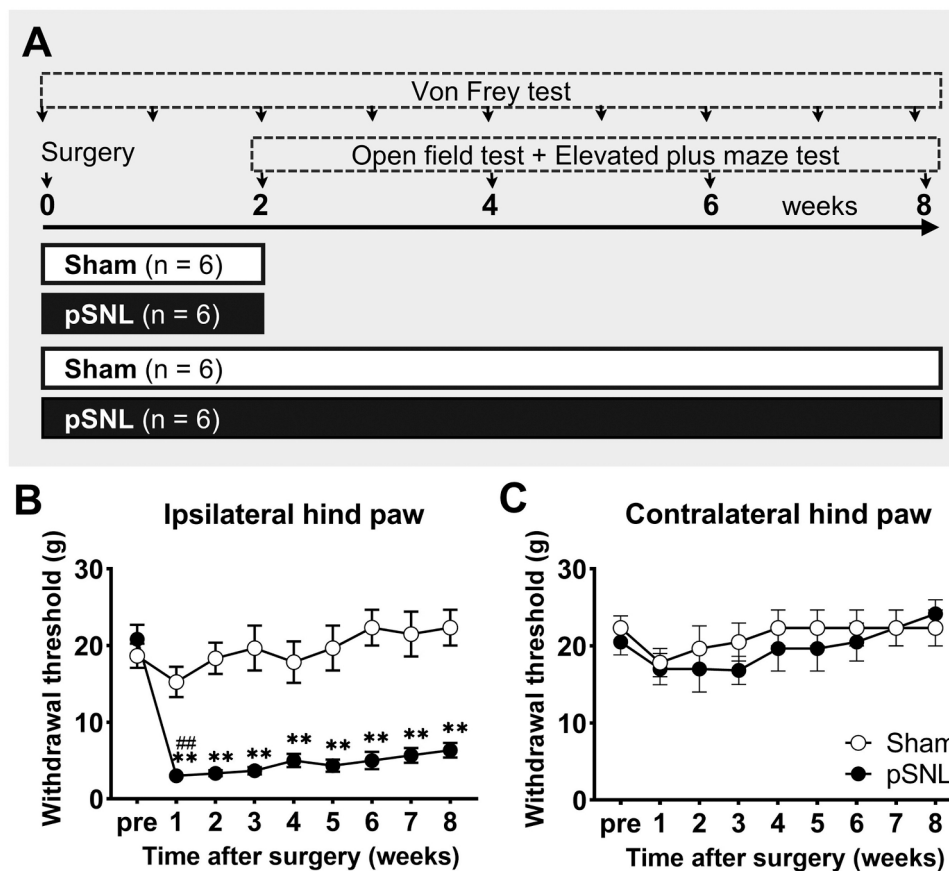 A
Von Frey test
Surgery
Open field test + Elevated plus maze test
0 2 4 6 weeks 8
Sham (n = 6)
pSNL (n = 6)
Sham (n = 6)
pSNL (n = 6)
B
Ipsilateral hind paw
Withdrawal threshold (g)
30
20
10
0
##
** ** ** ** ** ** ** **
pre 1 2 3 4 5 6 7 8
Time after surgery (weeks)
C
Contralateral hind paw
Withdrawal threshold (g)
30
20
10
0
Sham
pSNL
pre 1 2 3 4 5 6 7 8
Time after surgery (weeks)